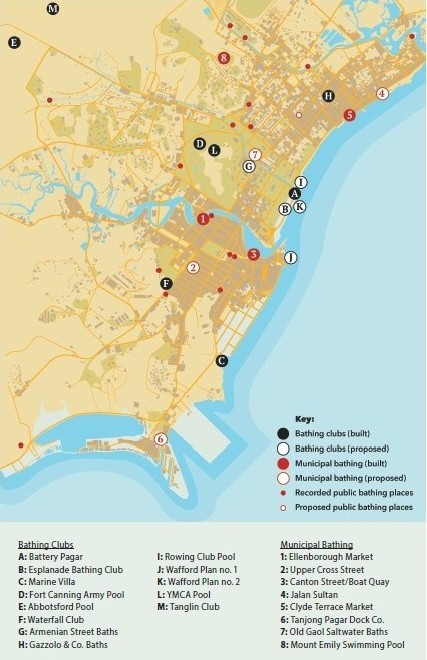 M
E
8
H
4
5
D
L
7
G
I
A
B
K
1
3
J
2
F
C
6
Key:
Bathing clubs (built)
Bathing clubs (proposed)
Municipal bathing (built)
Municipal bathing (proposed)
Recorded public bathing places
Proposed public bathing places
Bathing Clubs
A: Battery Pagar
B: Esplanade Bathing Club
C: Marine Villa
D: Fort Canning Army Pool
E: Abbotsford Pool
F: Waterfall Club
G: Armenian Street Baths
H: Gazzolo & Co. Baths
I: Rowing Club Pool
J: Wafford Plan no. 1
K: Wafford Plan no. 2
L: YMCA Pool
M: Tanglin Club
Municipal Bathing
1: Ellenborough Market
2: Upper Cross Street
3: Canton Street/Boat Quay
4: Jalan Sultan
5: Clyde Terrace Market
6: Tanjong Pagar Dock Co.
7: Old Gaol Saltwater Baths
8: Mount Emily Swimming Pool